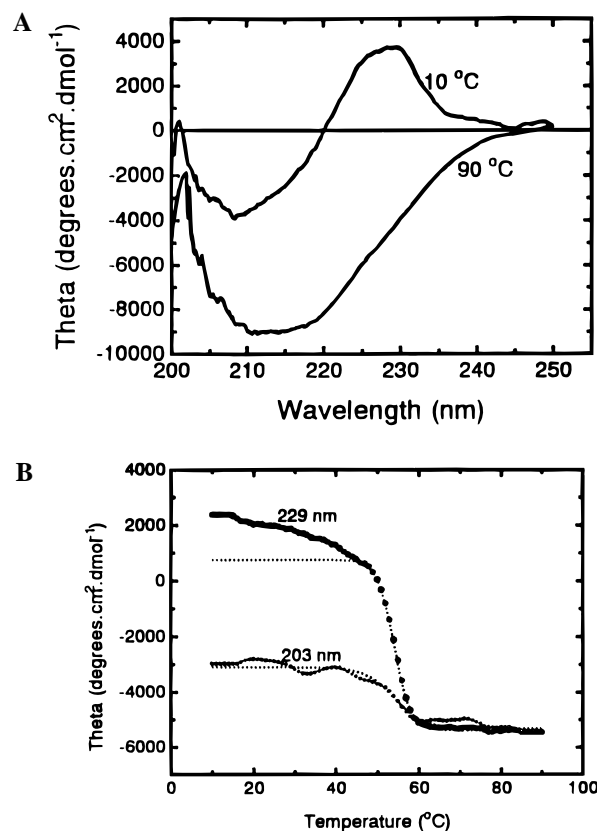 A
Theta (degrees.cm².dmol⁻¹)
4000
2000
0
-2000
-4000
-6000
-8000
-10000
10 °C
90 °C
200 210 220 230 240 250
Wavelength (nm)
B
Theta (degrees.cm².dmol⁻¹)
4000
2000
0
-2000
-4000
-6000
229 nm
203 nm
0 20 40 60 80 100
Temperature (°C)